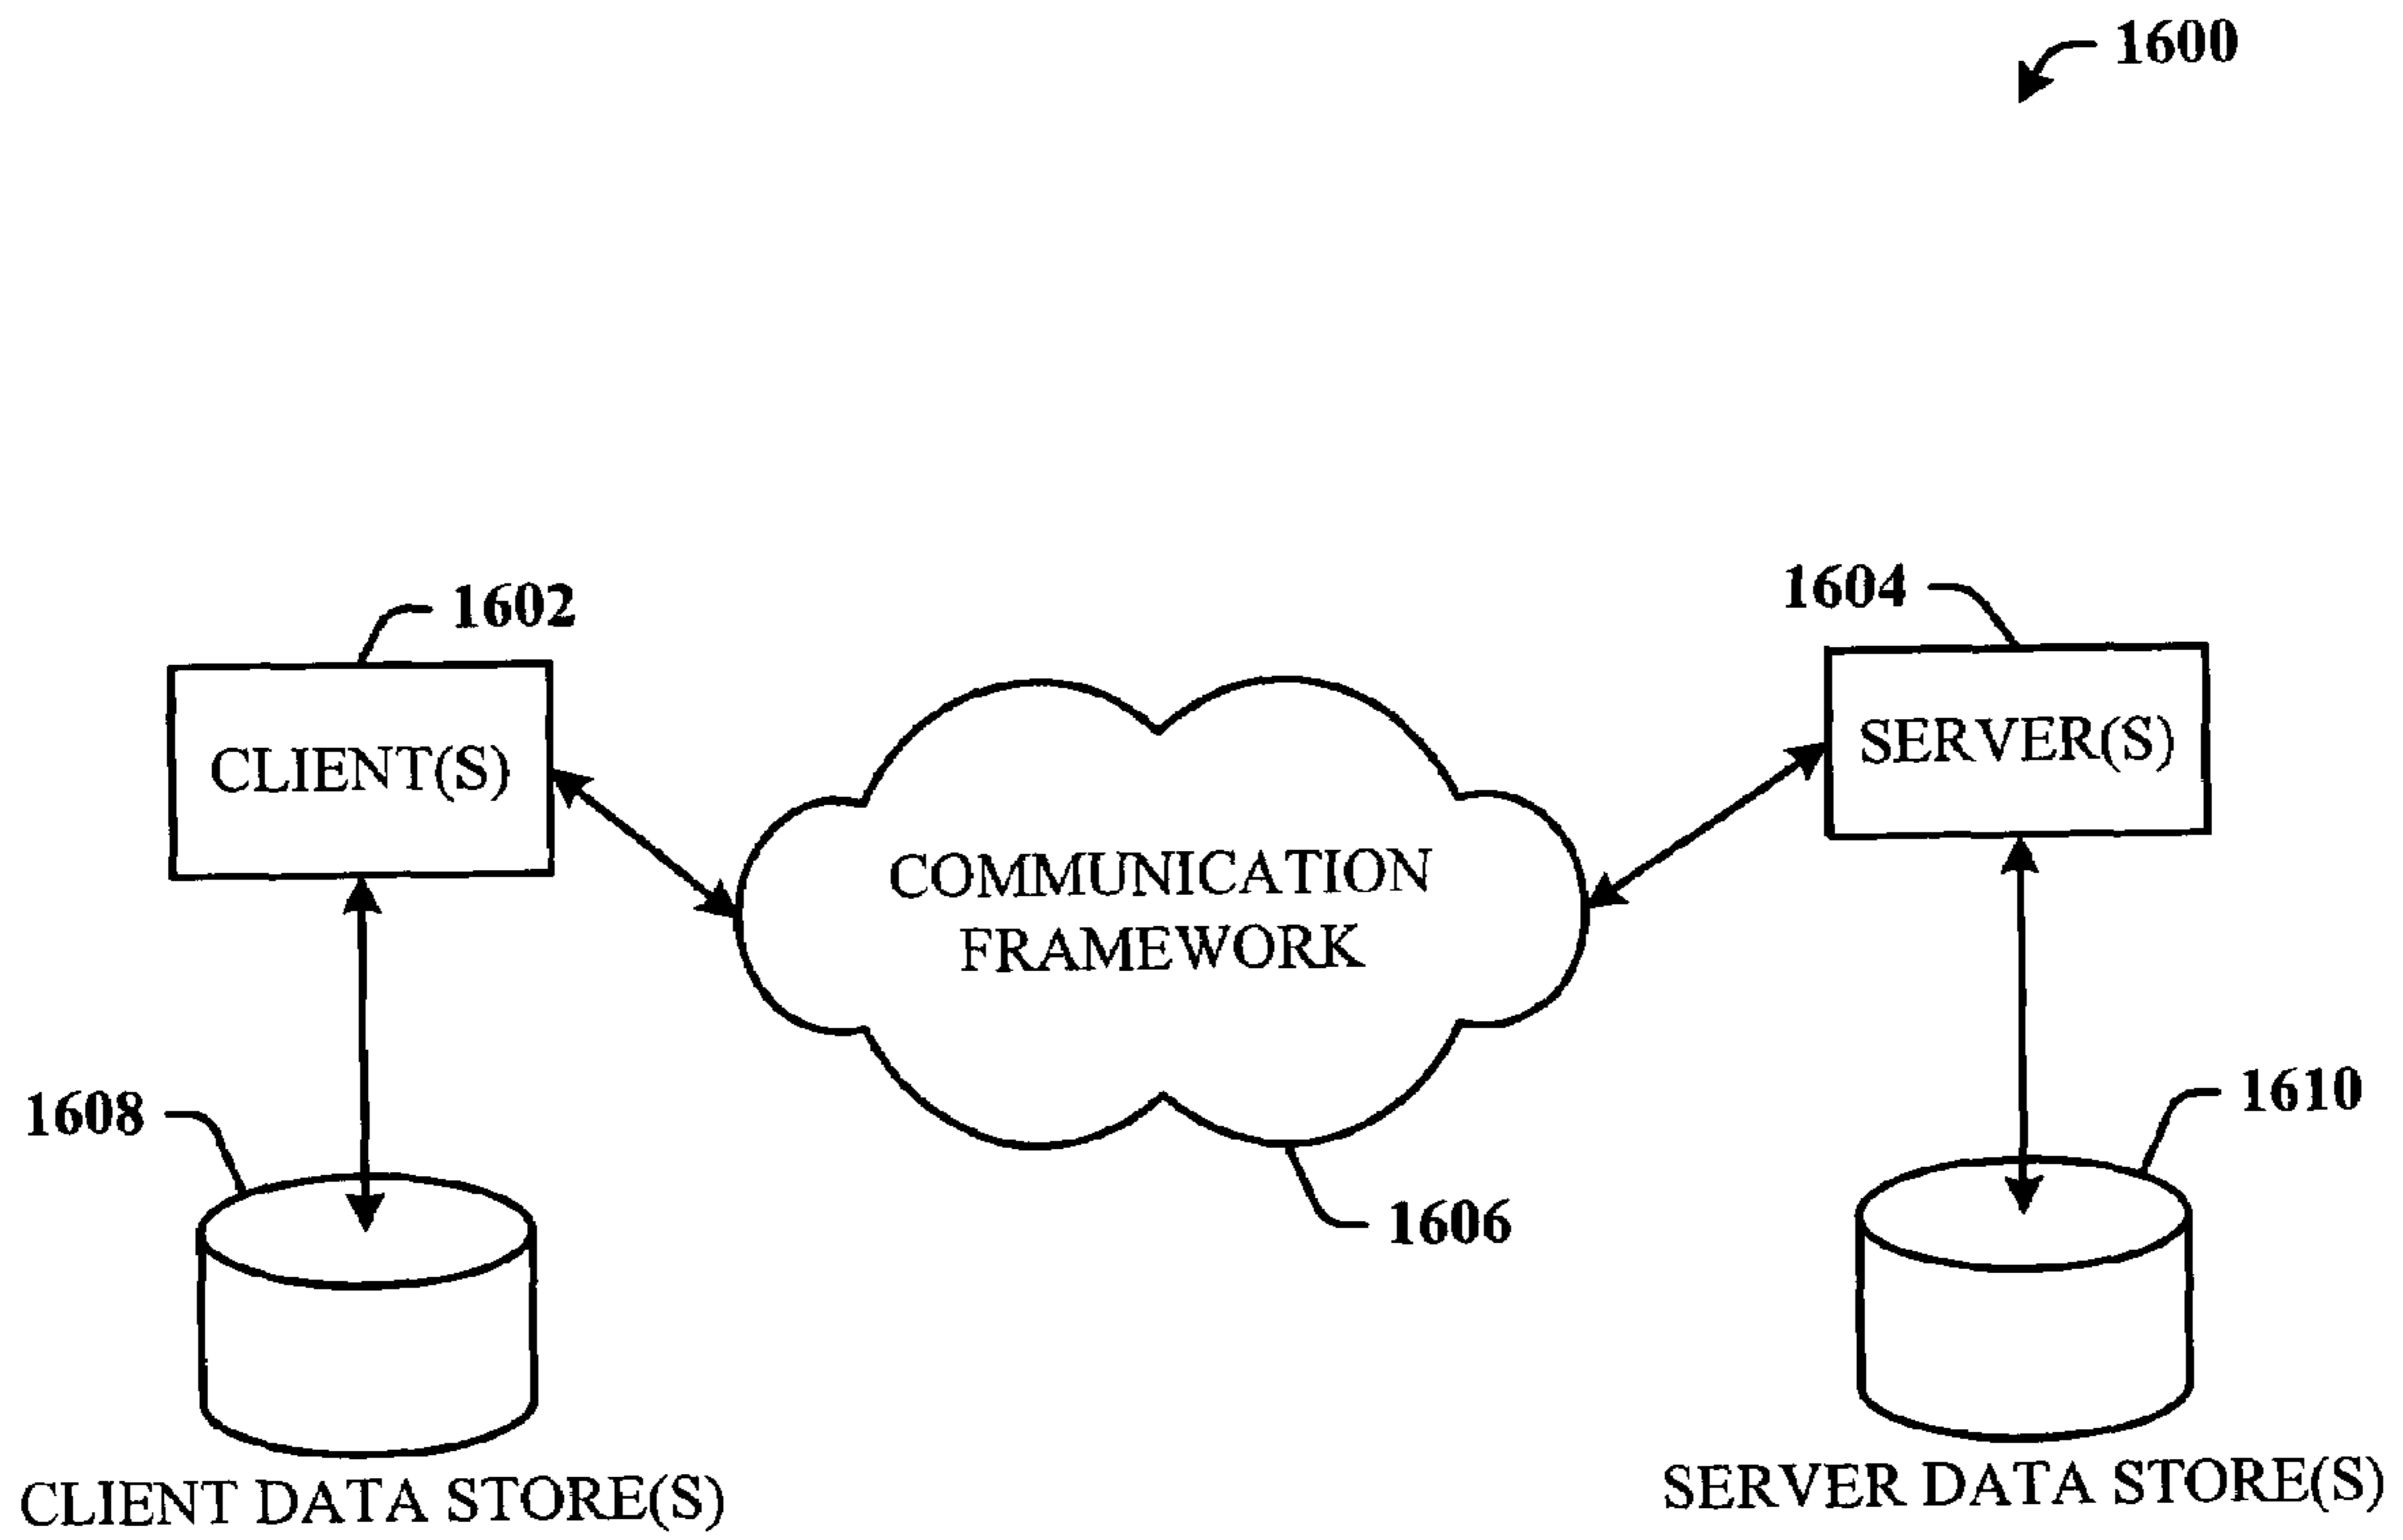 1600
1602
1604
CLIENT(S)
SERVER(S)
COMMUNICATION
FRAMEWORK
1608
1610
1606
CLIENT DATA STORE(S)
SERVER DATA STORE(S)